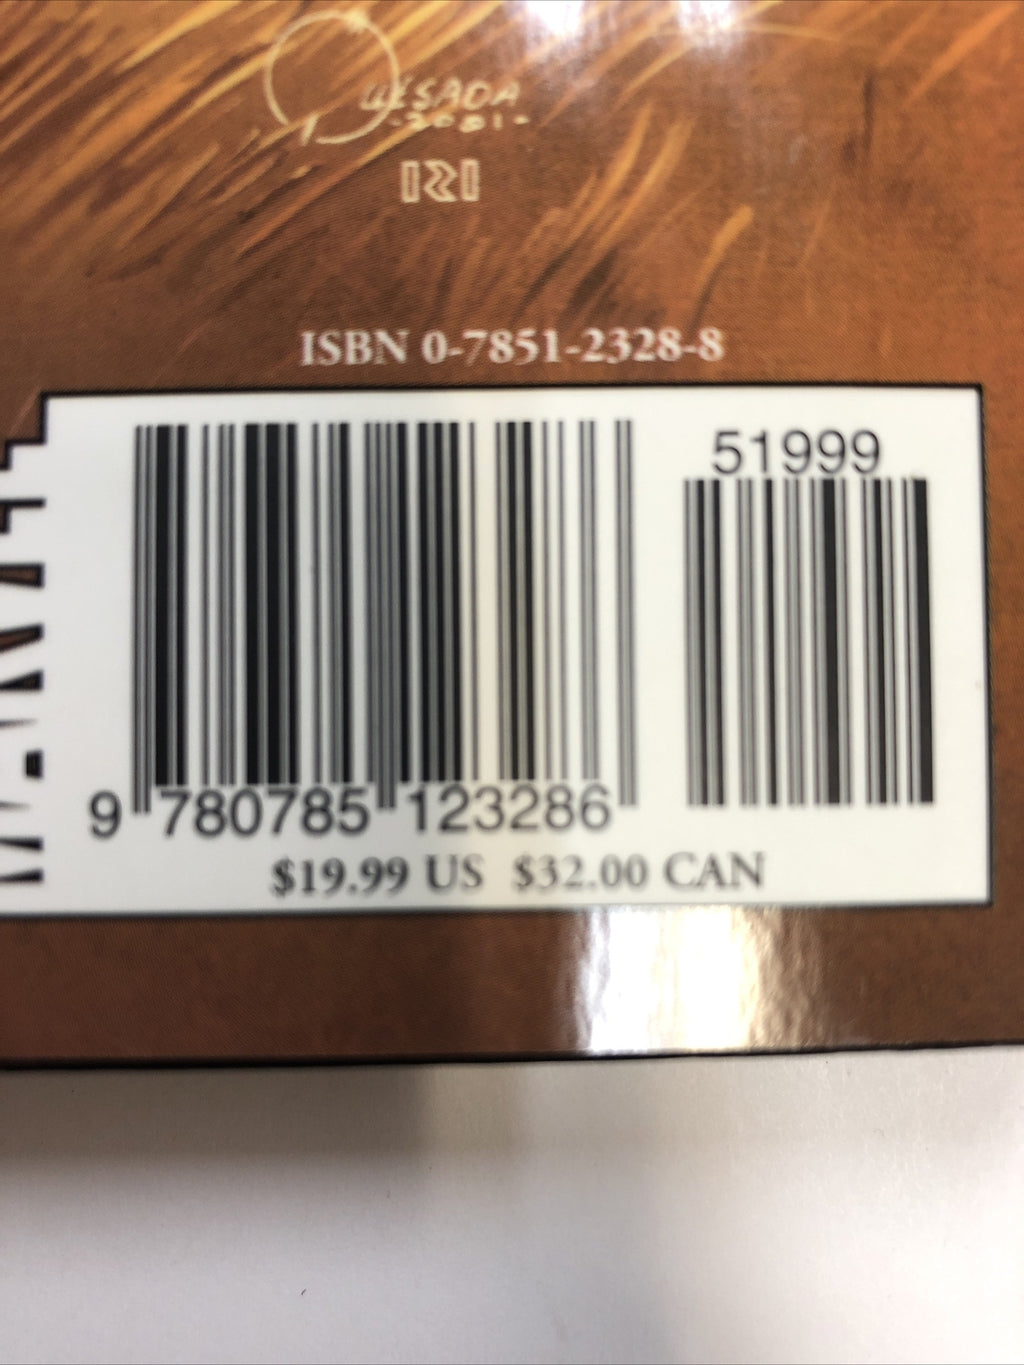 QUESADA
-2001-
ISBN 0-7851-2328-8
51999
9 780785 123286
$19.99 US $32.00 CAN